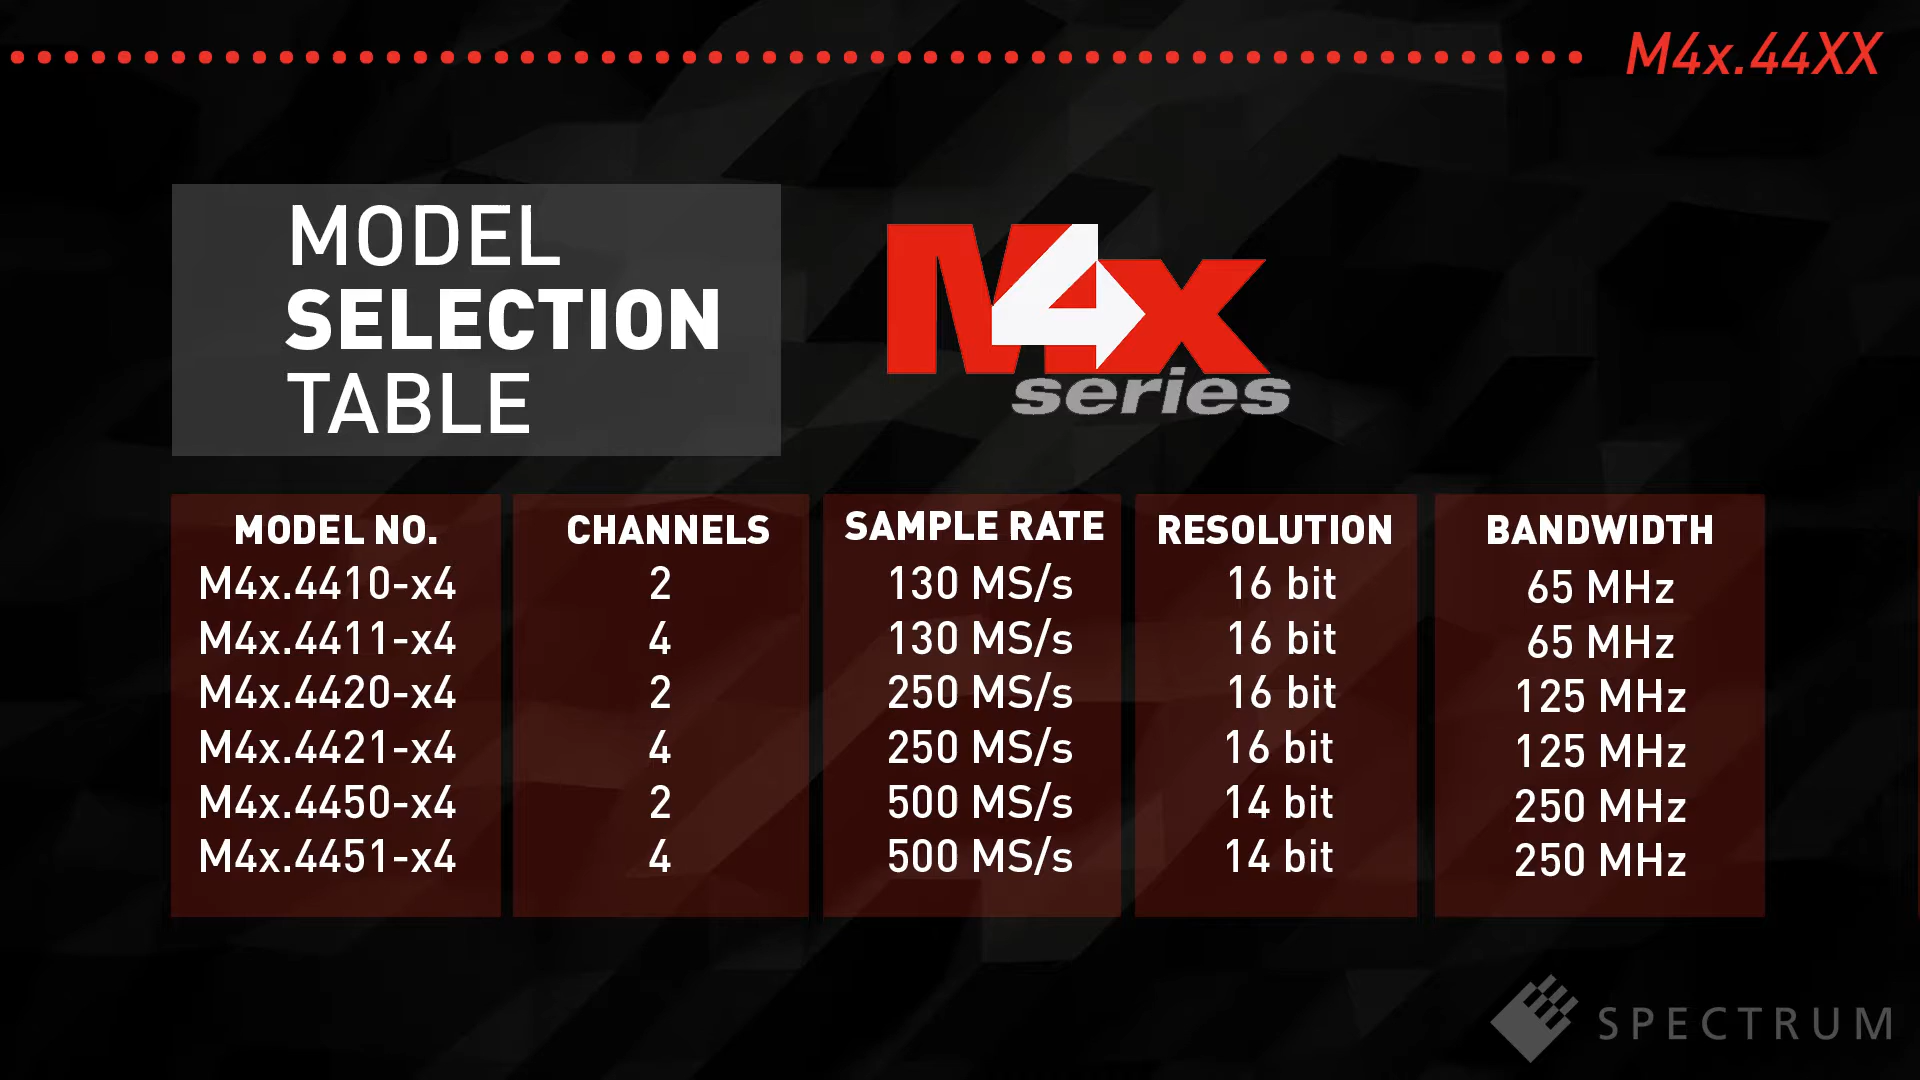 M4x.44XX
MODEL
SELECTION
TABLE
M4x
series
MODEL NO. CHANNELS SAMPLE RATE RESOLUTION BANDWIDTH
M4x.4410-x4 2 130 MS/s 16 bit 65 MHz
M4x.4411-x4 4 130 MS/s 16 bit 65 MHz
M4x.4420-x4 2 250 MS/s 16 bit 125 MHz
M4x.4421-x4 4 250 MS/s 16 bit 125 MHz
M4x.4450-x4 2 500 MS/s 14 bit 250 MHz
M4x.4451-x4 4 500 MS/s 14 bit 250 MHz
SPECTRUM